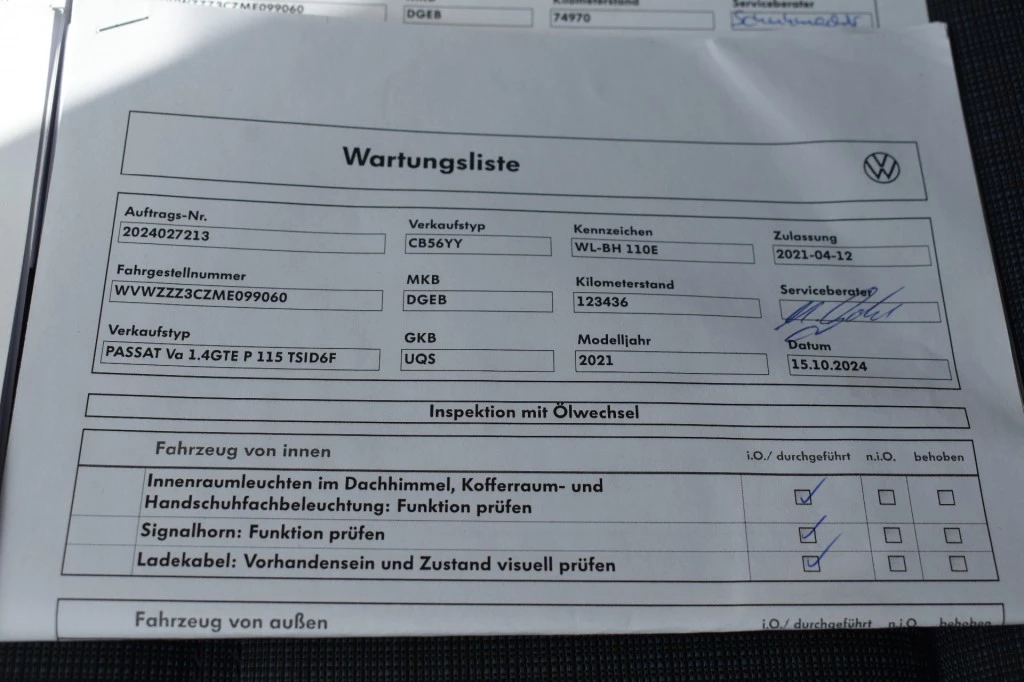 DGEB
74970
Wartungsliste
Auftrags-Nr. Verkaufstyp Kennzeichen Zulassung
2024027213 CB56YY WL-BH 110E 2021-04-12
Fahrgestellnummer MKB Kilometerstand Serviceberater
WVWZZZ3CZME099060 DGEB 123436
Verkaufstyp GKB Modelljahr Datum
PASSAT Va 1.4GTE P 115 TSID6F UQS 2021 15.10.2024
Inspektion mit Ölwechsel
Fahrzeug von innen i.O./ durchgeführt n.i.O. behoben
Innenraumleuchten im Dachhimmel, Kofferraum- und
Handschuhfachbeleuchtung: Funktion prüfen
Signalhorn: Funktion prüfen
Ladekabel: Vorhandensein und Zustand visuell prüfen
Fahrzeug von außen i.O./ durchgeführt n.i.O. behoben